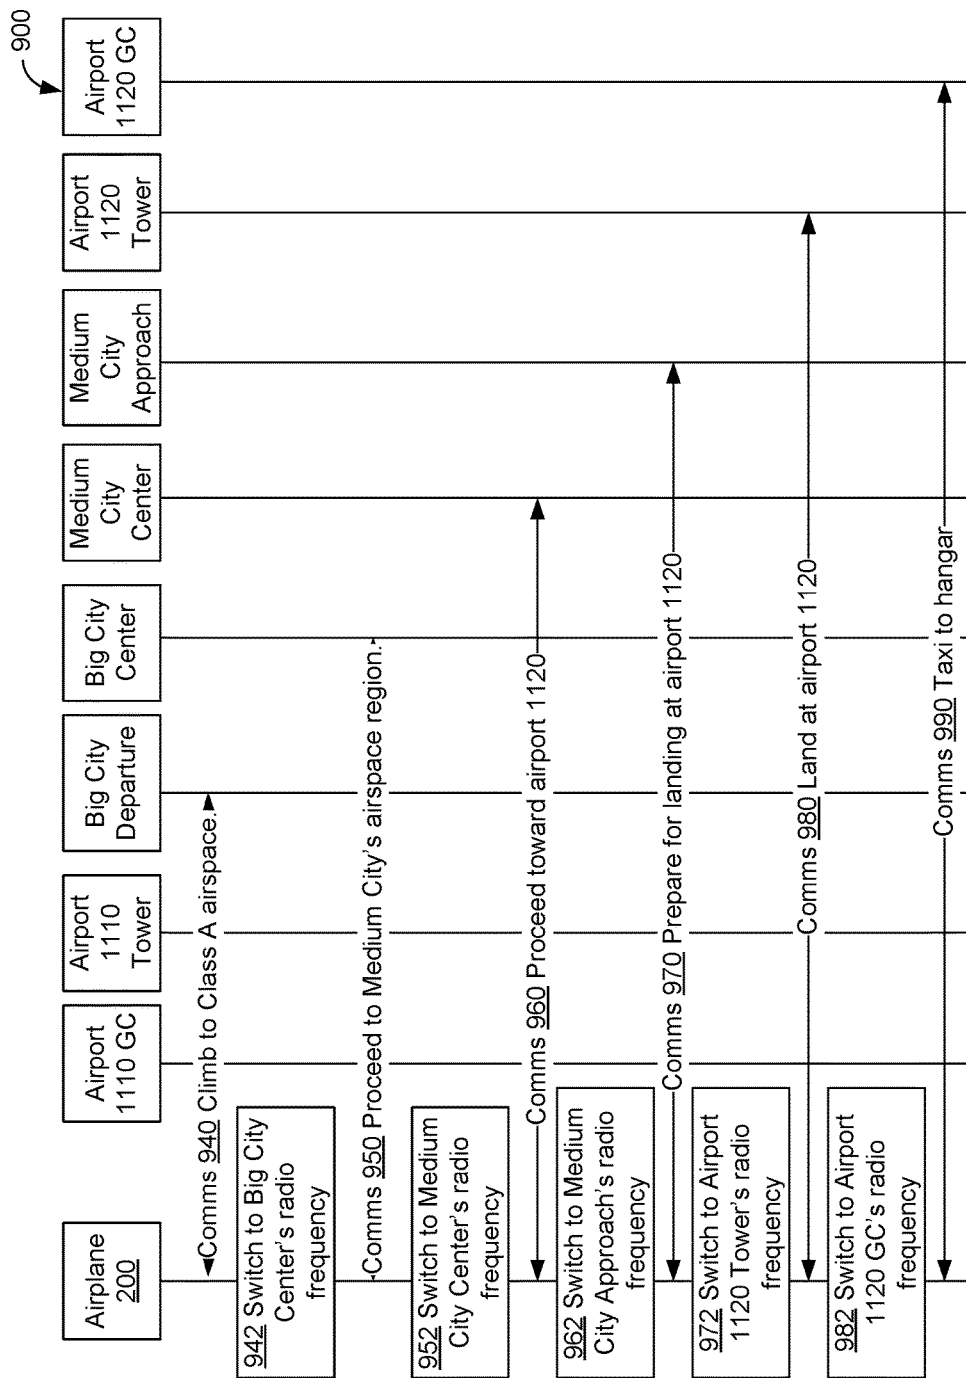 900
Airplane
200
Airport
1110 GC
Airport
1110
Tower
Big City
Departure
Big City
Center
Medium
City
Center
Medium
City
Approach
Airport
1120
Tower
Airport
1120 GC
Comms 940 Climb to Class A airspace.
942 Switch to Big City
Center's radio
frequency
Comms 950 Proceed to Medium City's airspace region.
952 Switch to Medium
City Center's radio
frequency
Comms 960 Proceed toward airport 1120
962 Switch to Medium
City Approach's radio
frequency
Comms 970 Prepare for landing at airport 1120
972 Switch to Airport
1120 Tower's radio
frequency
Comms 980 Land at airport 1120
982 Switch to Airport
1120 GC's radio
frequency
Comms 990 Taxi to hangar